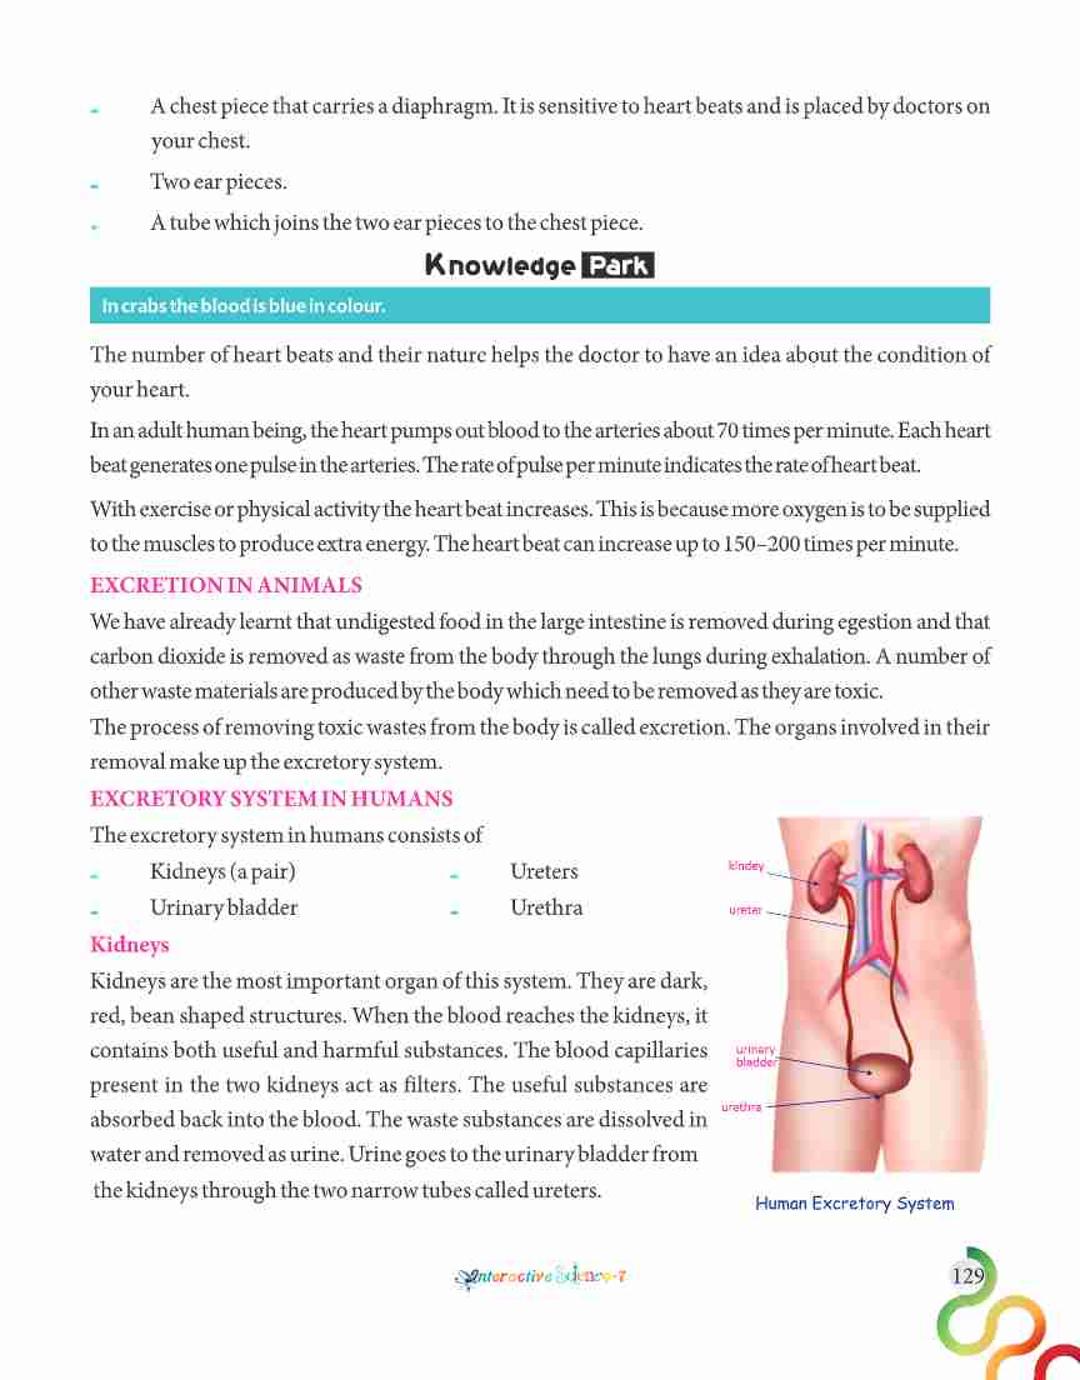 A chest piece that carries a diaphragm. It is sensitive to heart beats and is placed by doctors on
your chest.
Two ear pieces.
A tube which joins the two ear pieces to the chest piece.
Knowledge Park
In crabs the blood is blue in colour.
The number of heart beats and their nature helps the doctor to have an idea about the condition of
your heart.
In an adult human being, the heart pumps out blood to the arteries about 70 times per minute. Each heart
beat generates one pulse in the arteries. The rate of pulse per minute indicates the rate of heart beat.
With exercise or physical activity the heart beat increases. This is because more oxygen is to be supplied
to the muscles to produce extra energy. The heart beat can increase up to 150–200 times per minute.
EXCRETION IN ANIMALS
We have already learnt that undigested food in the large intestine is removed during egestion and that
carbon dioxide is removed as waste from the body through the lungs during exhalation. A number of
other waste materials are produced by the body which need to be removed as they are toxic.
The process of removing toxic wastes from the body is called excretion. The organs involved in their
removal make up the excretory system.
EXCRETORY SYSTEM IN HUMANS
The excretory system in humans consists of
Kidneys (a pair)
Ureters
Urinary bladder
Urethra
Kidneys
Kidneys are the most important organ of this system. They are dark,
red, bean shaped structures. When the blood reaches the kidneys, it
contains both useful and harmful substances. The blood capillaries
present in the two kidneys act as filters. The useful substances are
absorbed back into the blood. The waste substances are dissolved in
water and removed as urine. Urine goes to the urinary bladder from
the kidneys through the two narrow tubes called ureters.
kindey
ureter
urinary
bladder
urethra
Human Excretory System
Interactive Science-7
129